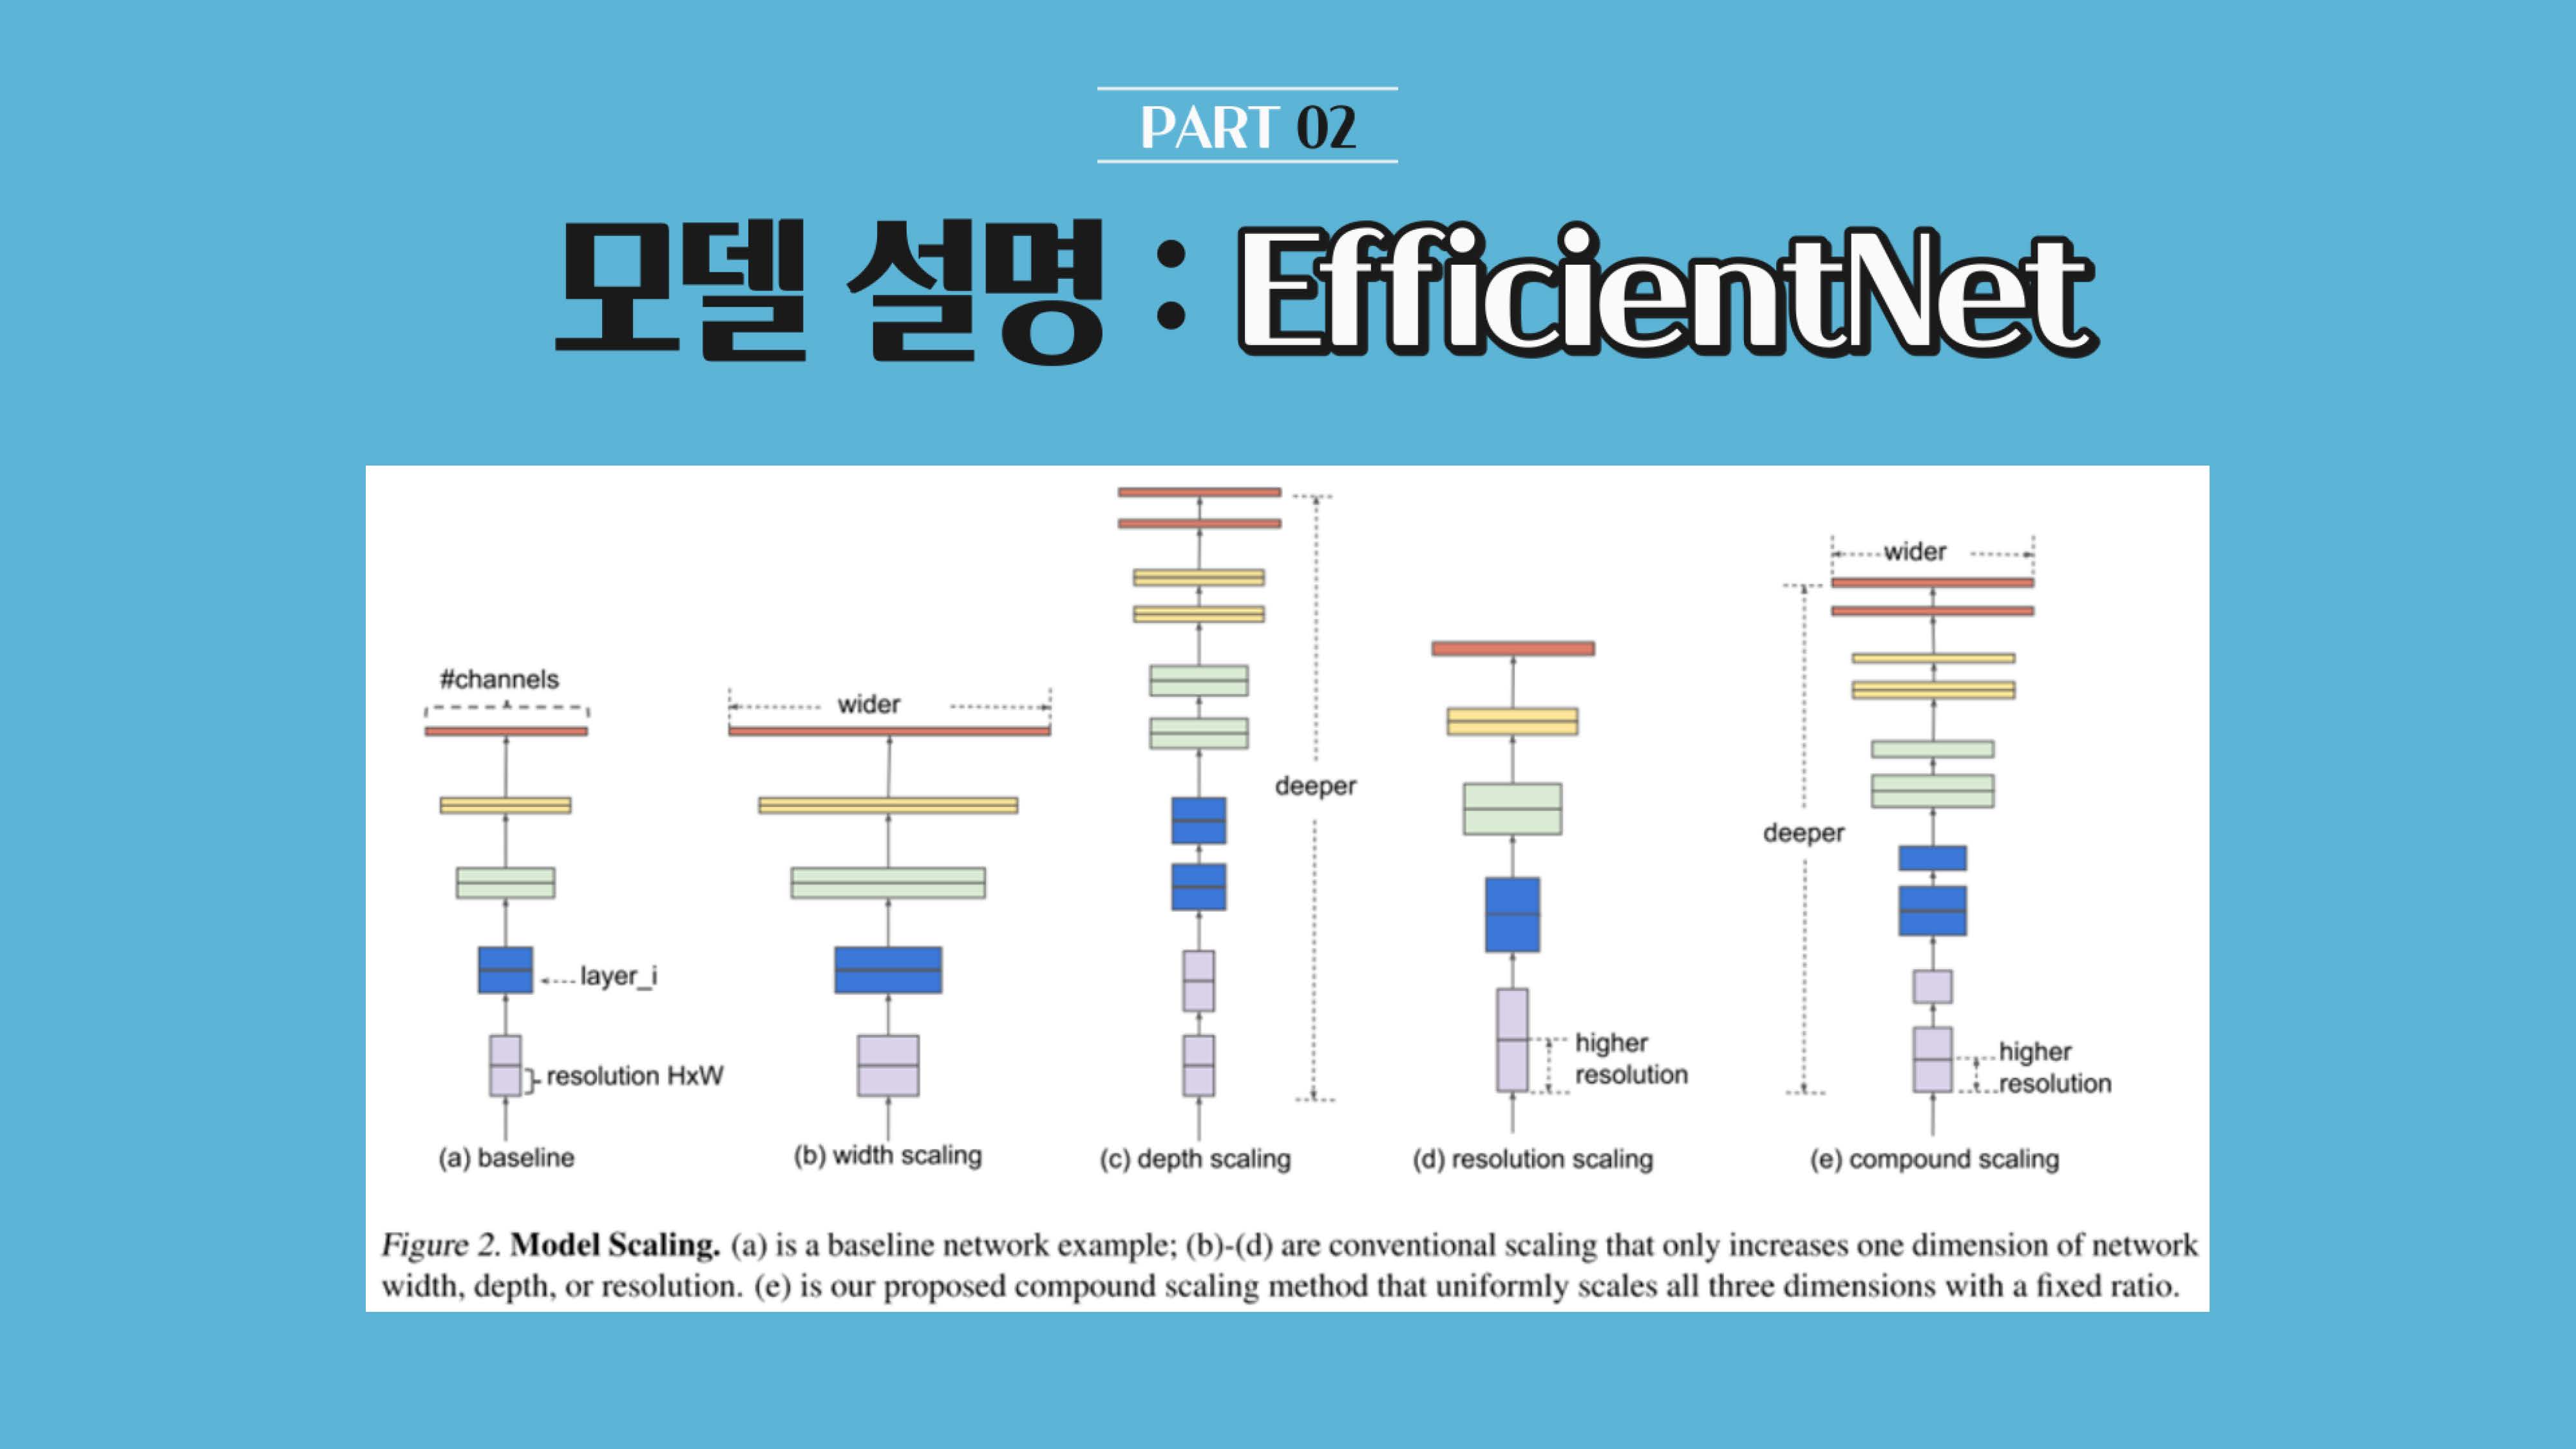 PART 02
모델 설명 : EfficientNet
#channels
layer_i
resolution HxW
(a) baseline
wider
(b) width scaling
deeper
(c) depth scaling
higher
resolution
(d) resolution scaling
wider
deeper
higher
resolution
(e) compound scaling
Figure 2. Model Scaling. (a) is a baseline network example; (b)-(d) are conventional scaling that only increases one dimension of network
width, depth, or resolution. (e) is our proposed compound scaling method that uniformly scales all three dimensions with a fixed ratio.